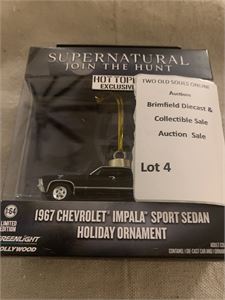 SUPERNATURAL
JOIN THE HUNT
HOT TOPIC
EXCLUSIVE
TWO OLD SOULS ONLINE
Auctions
Brimfield Diecast &
Collectible Sale
Auction Sale
Lot 4
1:64
LIMITED
EDITION
1967 CHEVROLET IMPALA SPORT SEDAN
HOLIDAY ORNAMENT
GREENLIGHT
HOLLYWOOD